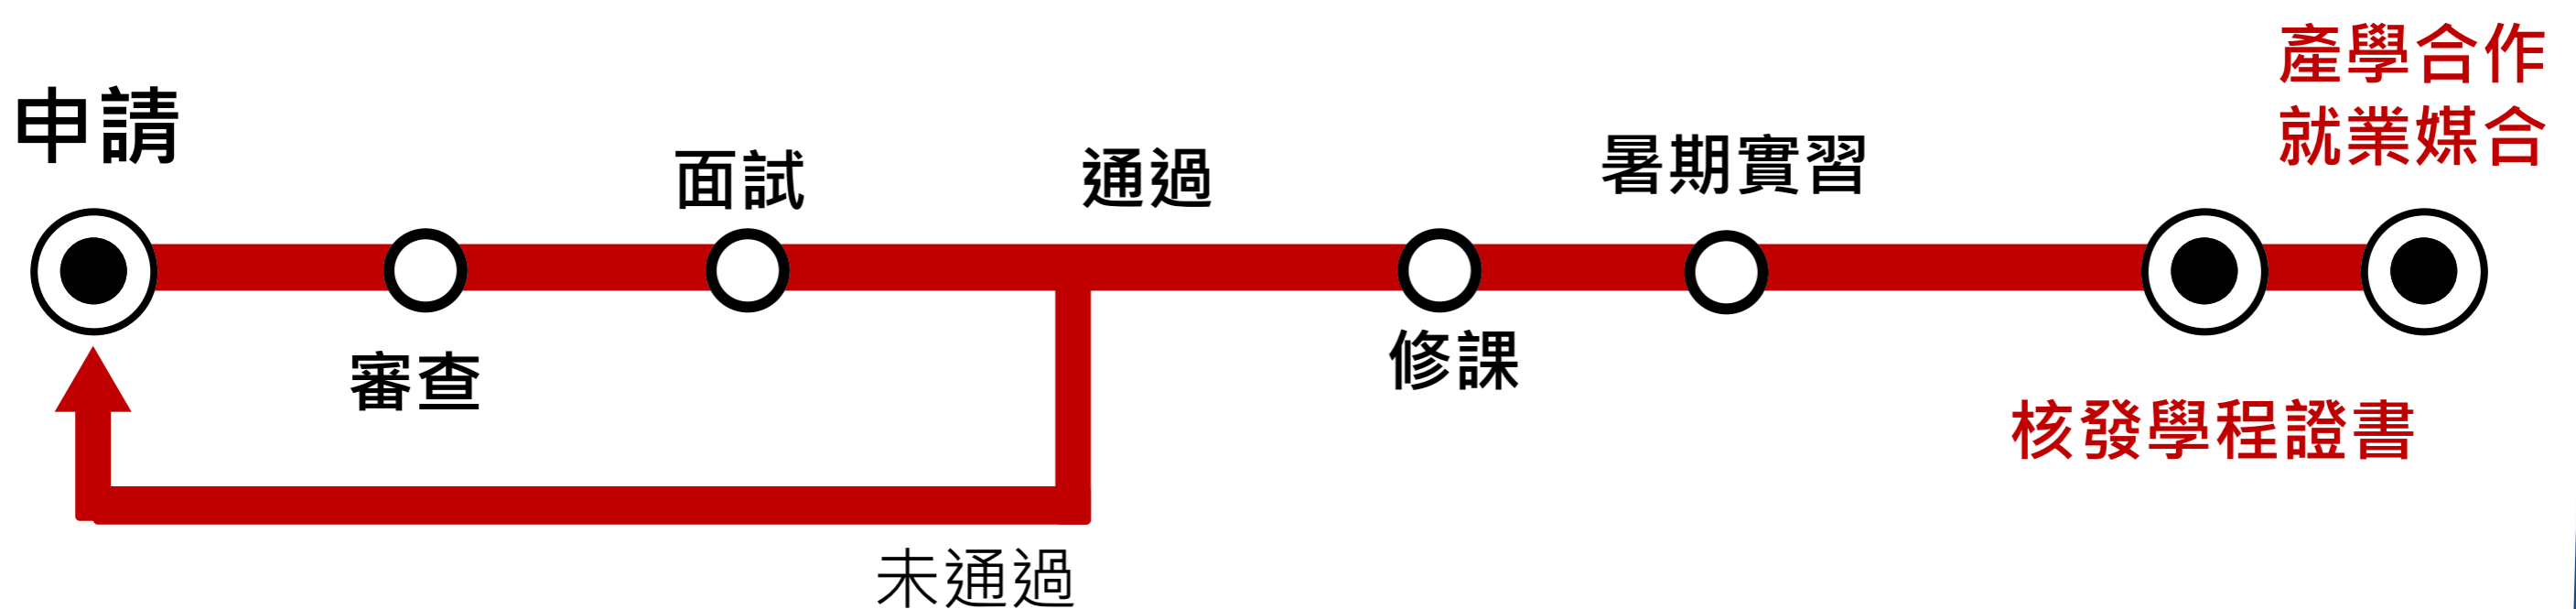 申請
審查
面試
通過
未通過
修課
暑期實習
核發學程證書
產學合作
就業媒合